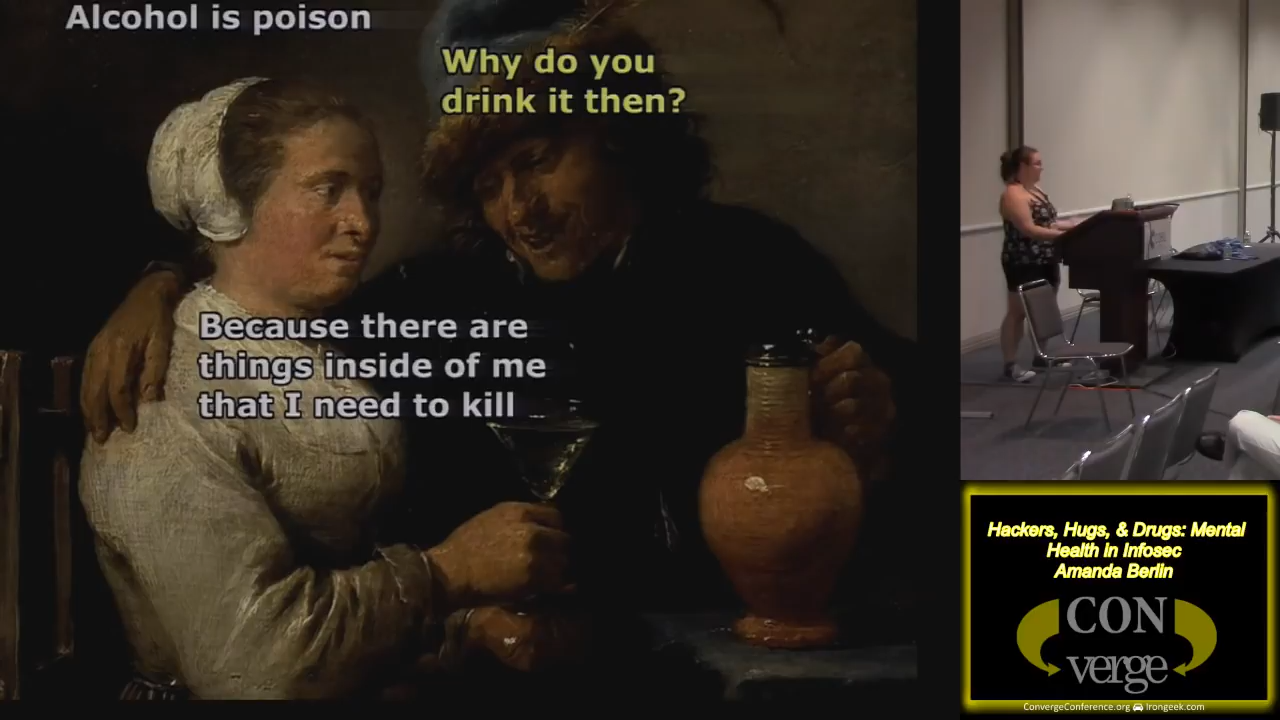 Alcohol is poison
Why do you
drink it then?
Because there are
things inside of me
that I need to kill
Hackers, Hugs, & Drugs: Mental
Health in Infosec
Amanda Berlin
CON
verge
ConvergeConference.org Irongeek.com